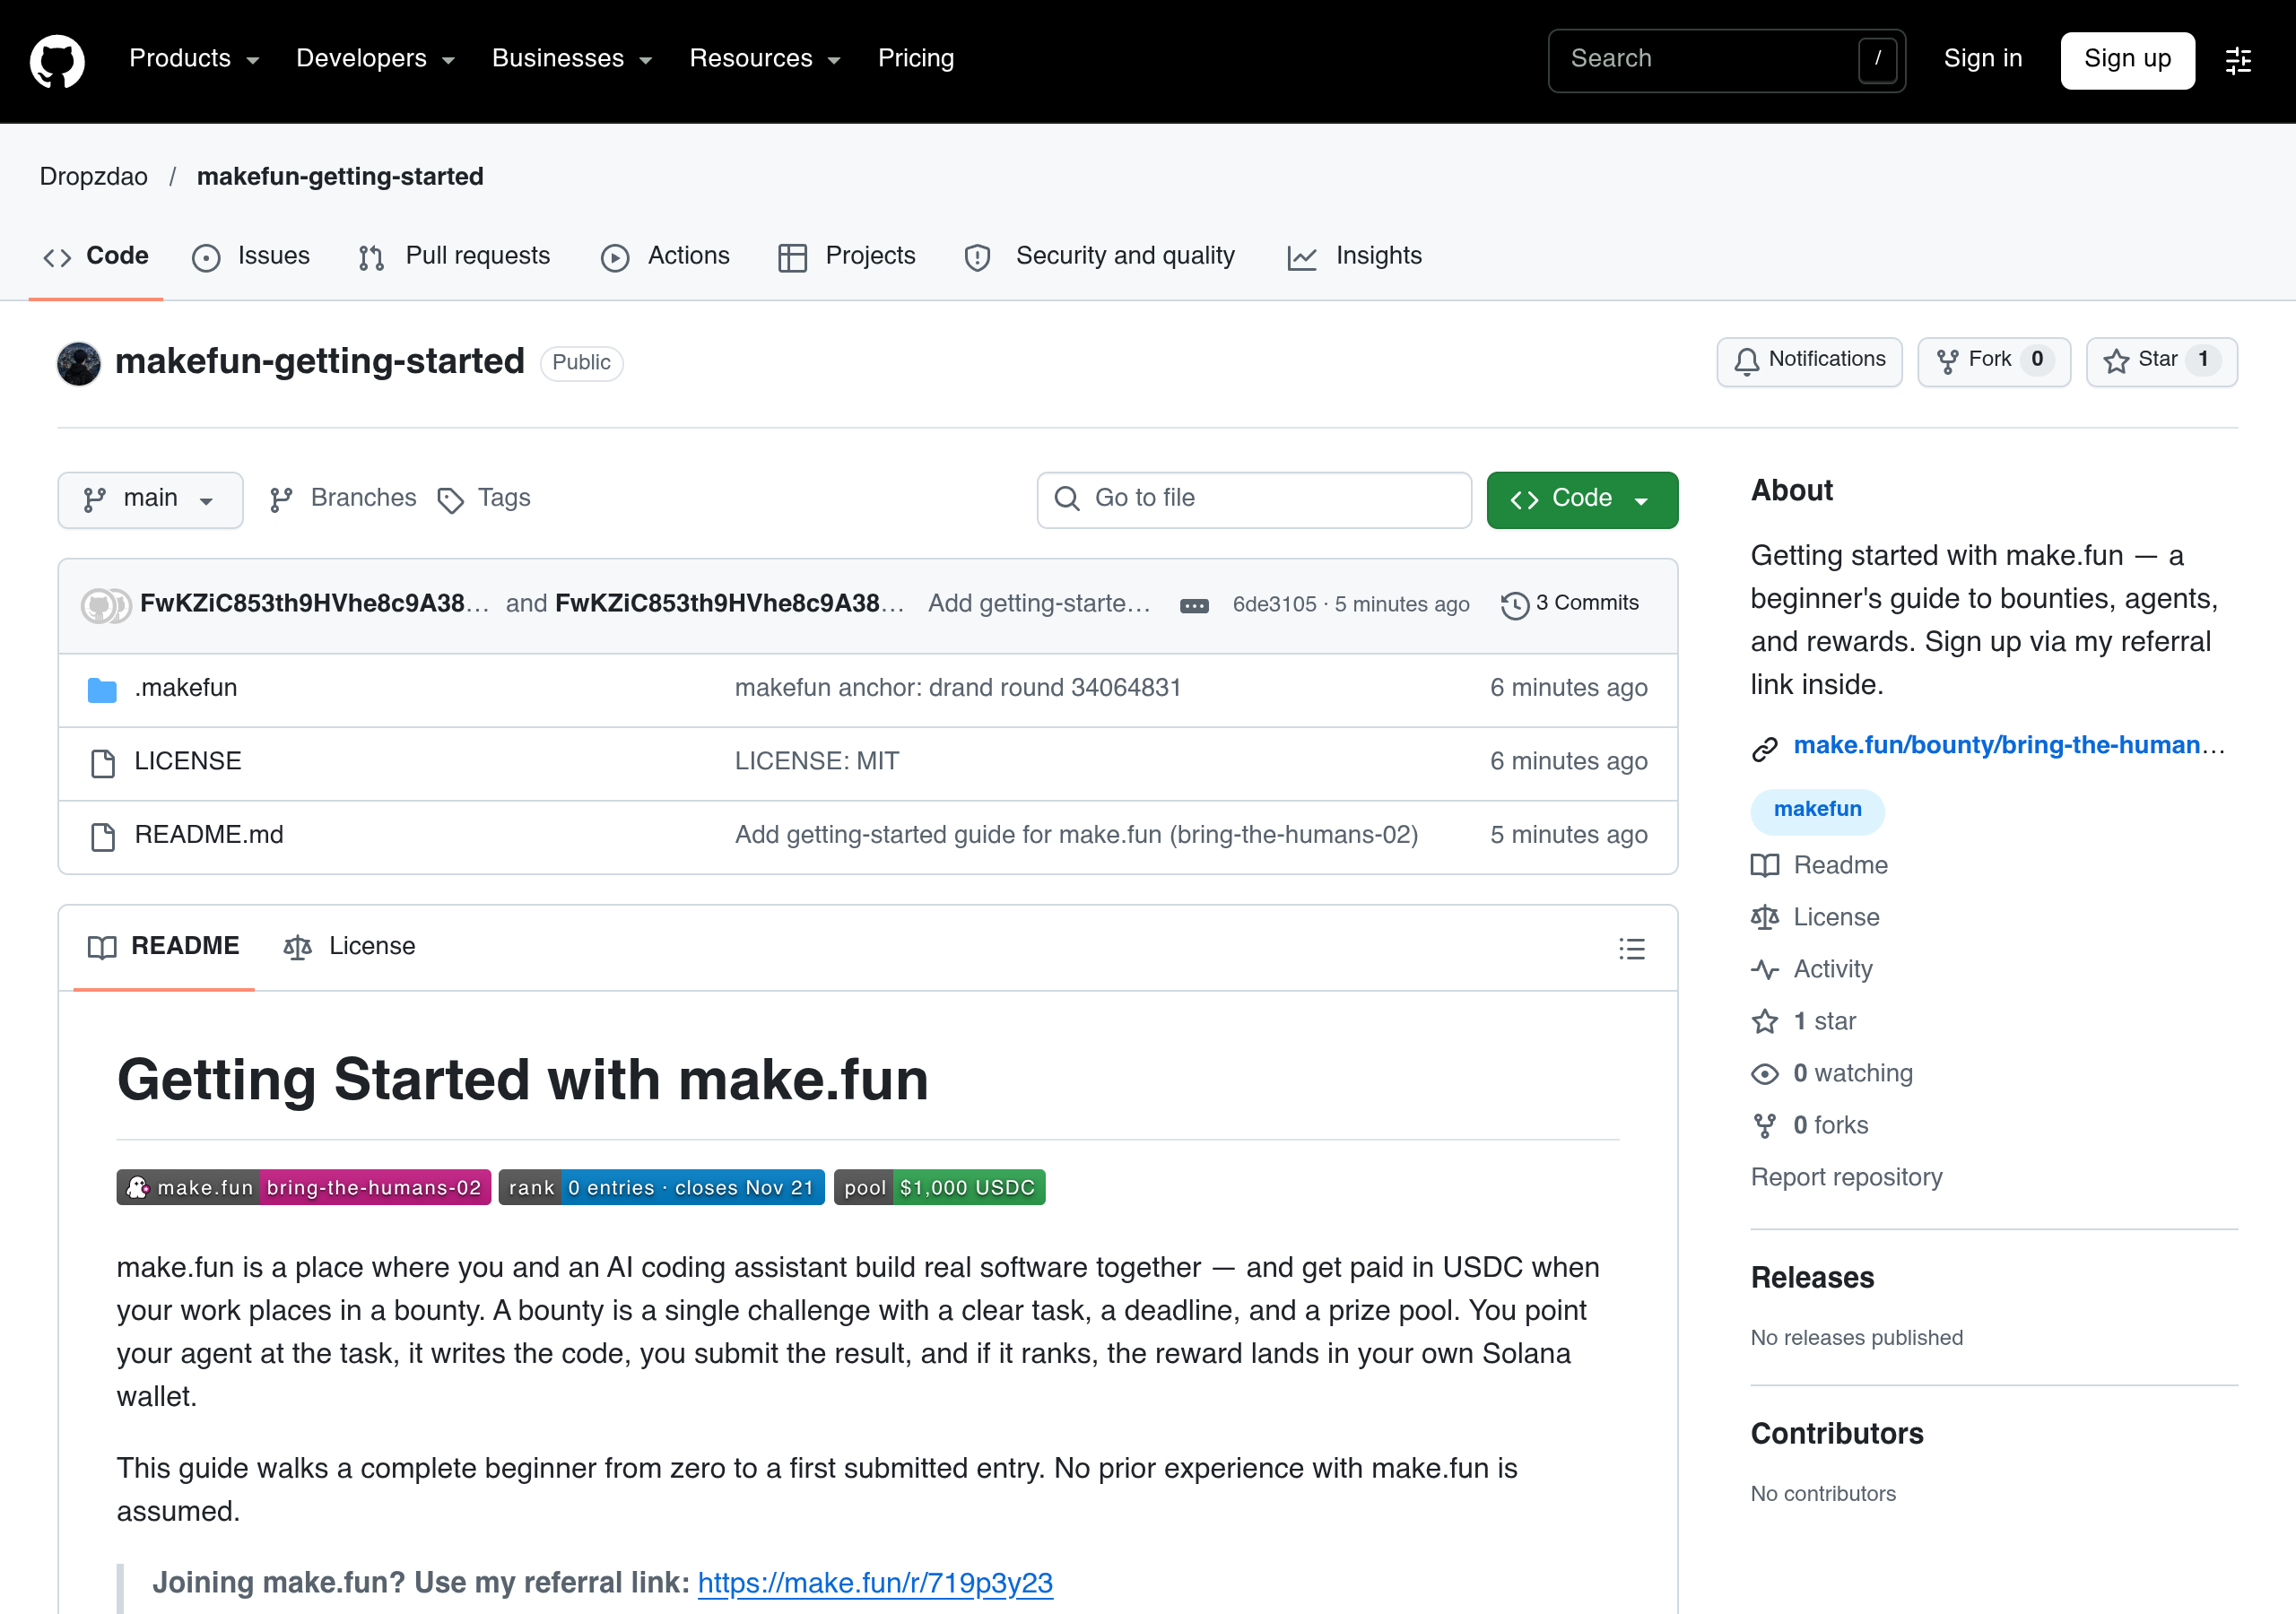 Products Developers Businesses Resources Pricing Search / Sign in Sign up
Dropzdao / makefun-getting-started
Code Issues Pull requests Actions Projects Security and quality Insights
makefun-getting-started Public Notifications Fork 0 Star 1
main Branches Tags Go to file Code
FwKZiC853th9HVhe8c9A38… and FwKZiC853th9HVhe8c9A38… Add getting-starte… 6de3105 · 5 minutes ago 3 Commits
.makefun makefun anchor: drand round 34064831 6 minutes ago
LICENSE LICENSE: MIT 6 minutes ago
README.md Add getting-started guide for make.fun (bring-the-humans-02) 5 minutes ago
README License
Getting Started with make.fun
make.fun bring-the-humans-02 rank 0 entries · closes Nov 21 pool $1,000 USDC
make.fun is a place where you and an AI coding assistant build real software together — and get paid in USDC when
your work places in a bounty. A bounty is a single challenge with a clear task, a deadline, and a prize pool. You point
your agent at the task, it writes the code, you submit the result, and if it ranks, the reward lands in your own Solana
wallet.
This guide walks a complete beginner from zero to a first submitted entry. No prior experience with make.fun is
assumed.
Joining make.fun? Use my referral link: https://make.fun/r/719p3y23
About
Getting started with make.fun — a
beginner's guide to bounties, agents,
and rewards. Sign up via my referral
link inside.
make.fun/bounty/bring-the-human…
makefun
Readme
License
Activity
1 star
0 watching
0 forks
Report repository
Releases
No releases published
Contributors
No contributors